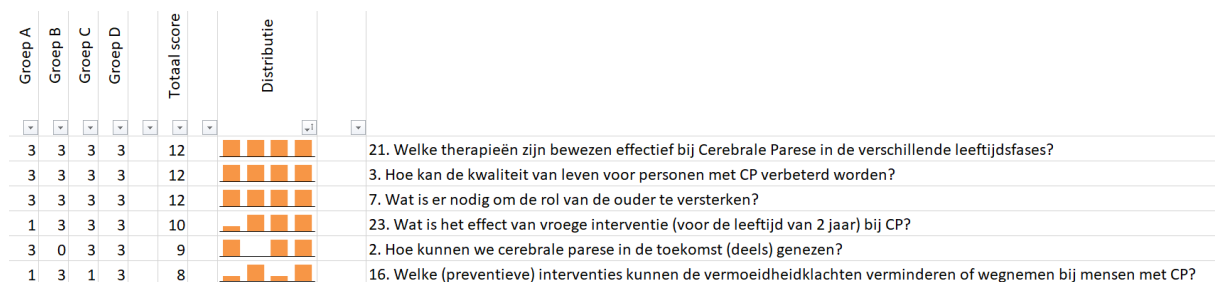 Groep A Groep B Groep C Groep D Totaal score Distributie
3 3 3 3 12 21. Welke therapieën zijn bewezen effectief bij Cerebrale Parese in de verschillende leeftijdsfases?
3 3 3 3 12 3. Hoe kan de kwaliteit van leven voor personen met CP verbeterd worden?
3 3 3 3 12 7. Wat is er nodig om de rol van de ouder te versterken?
1 3 3 3 10 23. Wat is het effect van vroege interventie (voor de leeftijd van 2 jaar) bij CP?
3 0 3 3 9 2. Hoe kunnen we cerebrale parese in de toekomst (deels) genezen?
1 3 1 3 8 16. Welke (preventieve) interventies kunnen de vermoeidheidklachten verminderen of wegnemen bij mensen met CP?